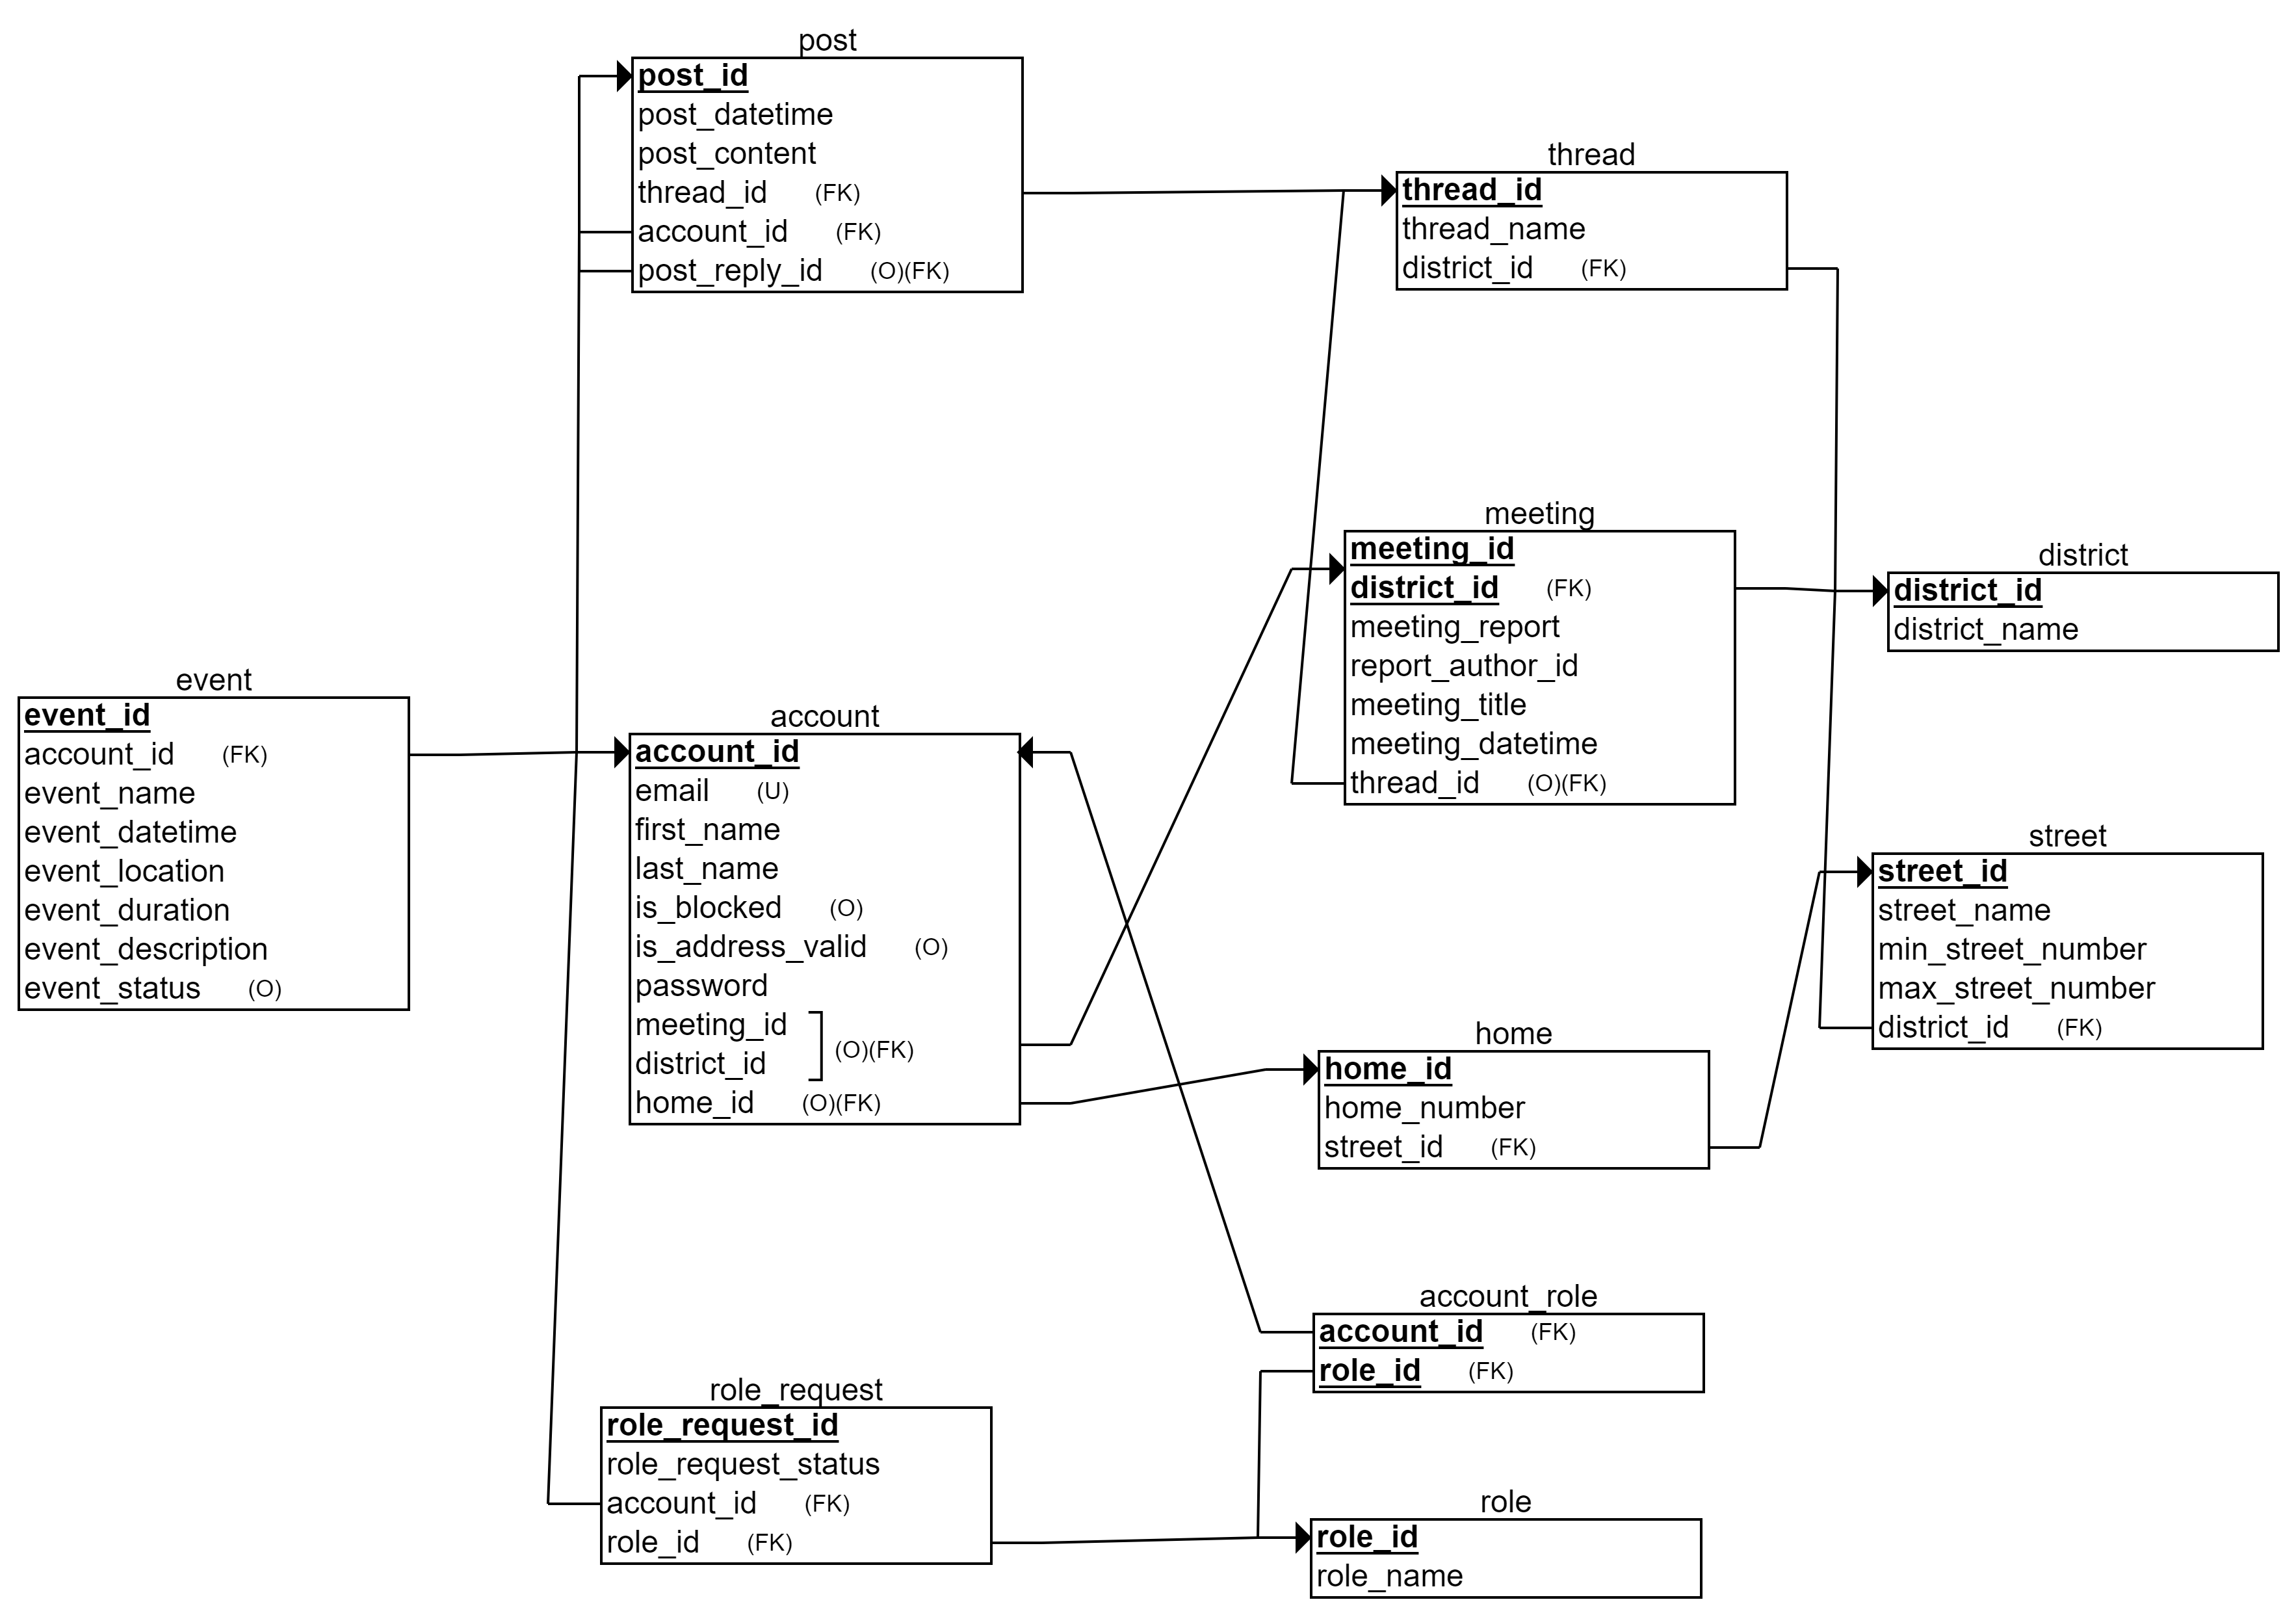 post
post_id
post_datetime
post_content
thread_id (FK)
account_id (FK)
post_reply_id (O)(FK)
thread
thread_id
thread_name
district_id (FK)
meeting
meeting_id
district_id (FK)
meeting_report
report_author_id
meeting_title
meeting_datetime
thread_id (O)(FK)
district
district_id
district_name
event
event_id
account_id (FK)
event_name
event_datetime
event_location
event_duration
event_description
event_status (O)
account
account_id
email (U)
first_name
last_name
is_blocked (O)
is_address_valid (O)
password
meeting_id
district_id
(O)(FK)
home_id (O)(FK)
street
street_id
street_name
min_street_number
max_street_number
district_id (FK)
home
home_id
home_number
street_id (FK)
account_role
account_id (FK)
role_id (FK)
role_request
role_request_id
role_request_status
account_id (FK)
role_id (FK)
role
role_id
role_name